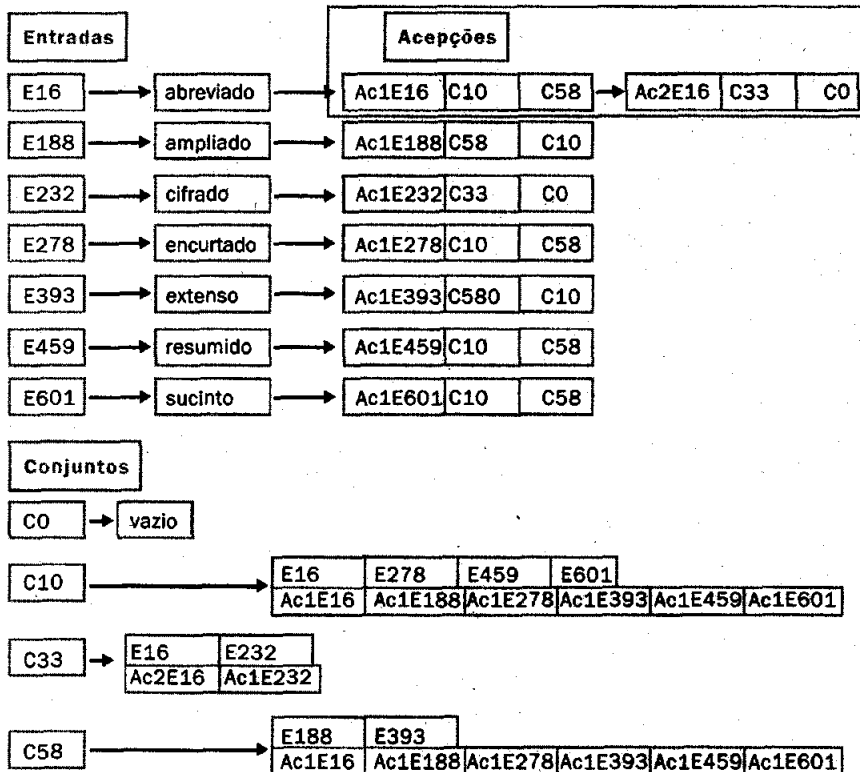 Entradas Acepções
E16 abreviado Ac1E16 C10 C58 Ac2E16 C33 C0
E188 ampliado Ac1E188 C58 C10
E232 cifrado Ac1E232 C33 C0
E278 encurtado Ac1E278 C10 C58
E393 extenso Ac1E393 C580 C10
E459 resumido Ac1E459 C10 C58
E601 sucinto Ac1E601 C10 C58
Conjuntos
C0 vazio
E16 E278 E459 E601
C10
Ac1E16 Ac1E188 Ac1E278 Ac1E393 Ac1E459 Ac1E601
E16 E232
C33
Ac2E16 Ac1E232
E188 E393
C58
Ac1E16 Ac1E188 Ac1E278 Ac1E393 Ac1E459 Ac1E601